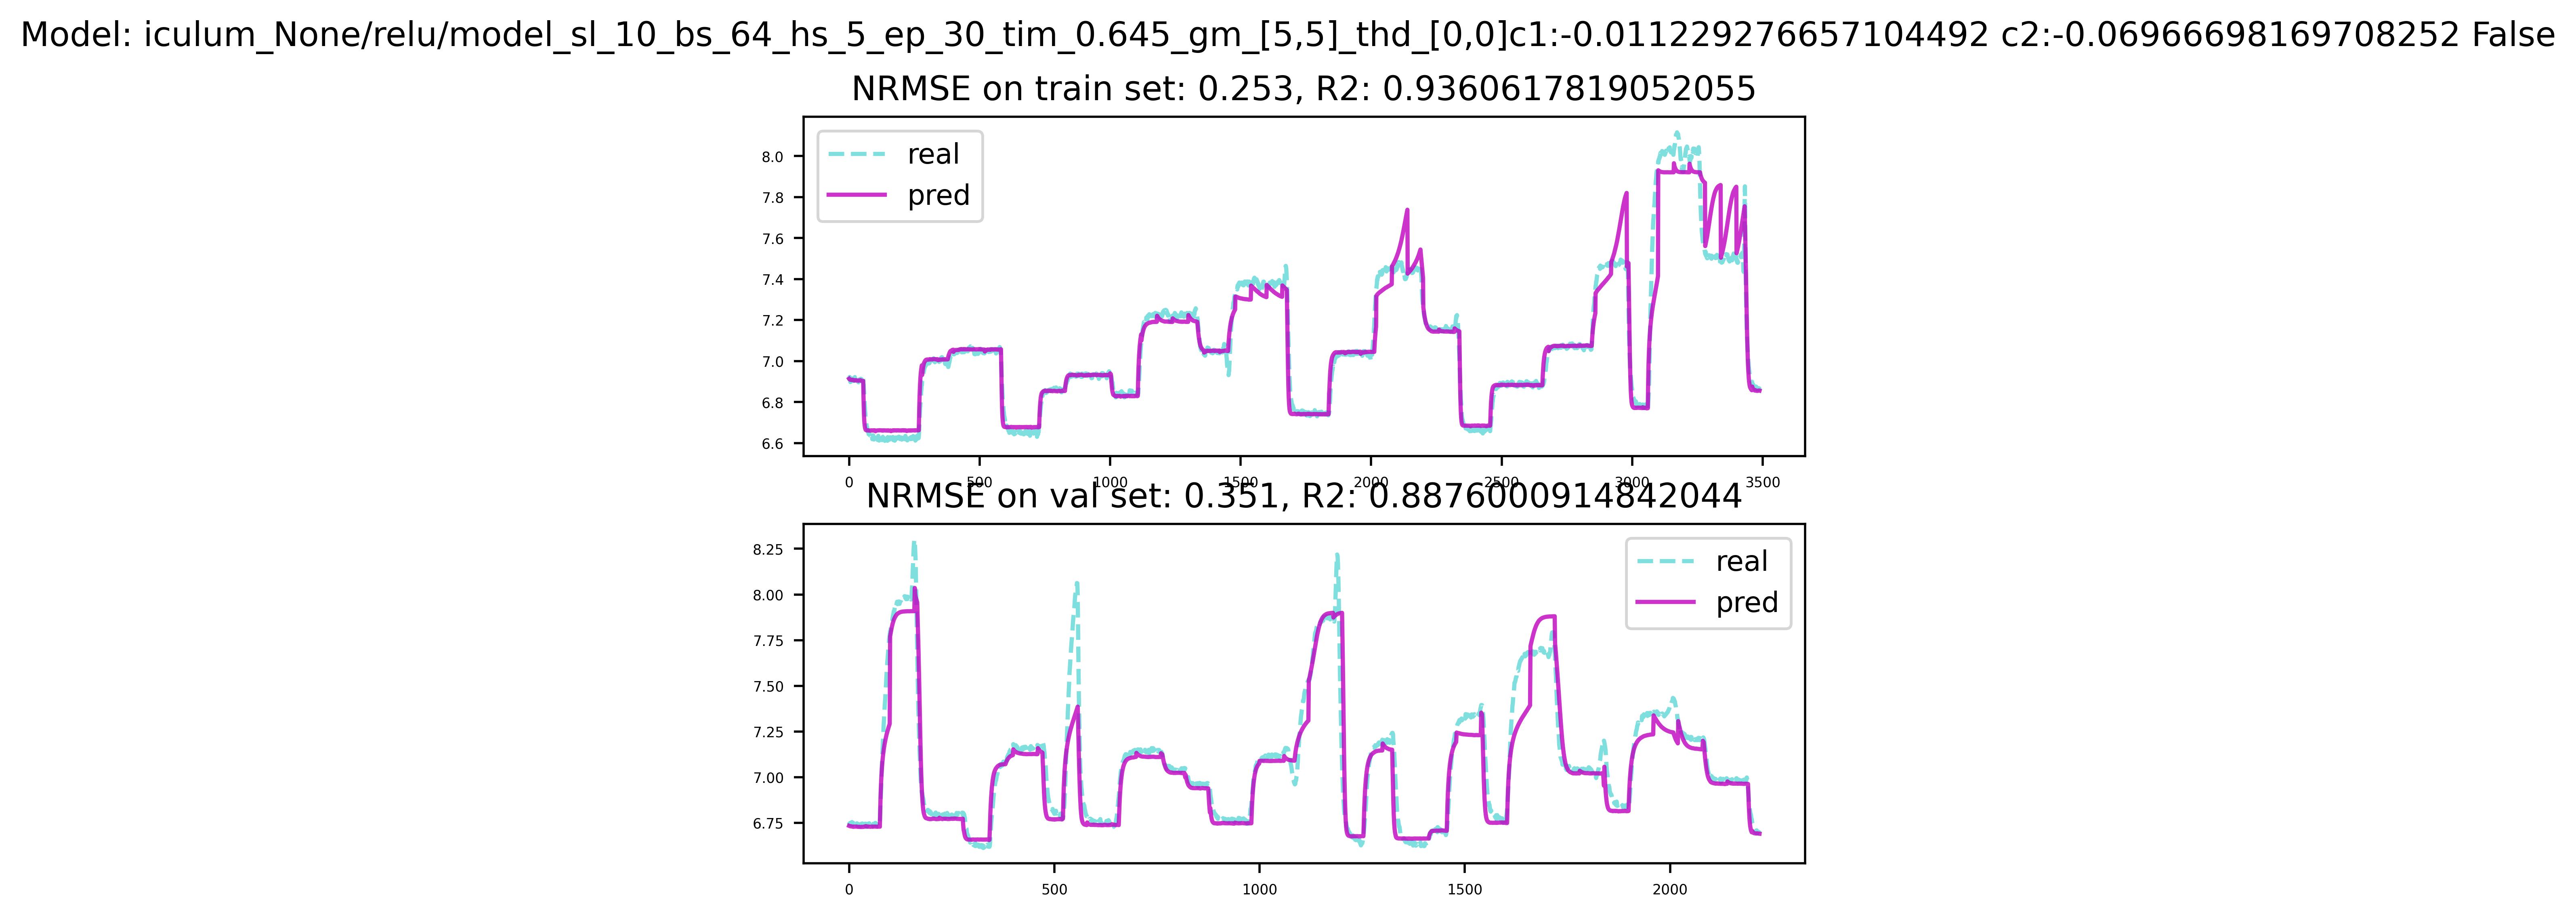 Model: iculum_None/relu/model_sl_10_bs_64_hs_5_ep_30_tim_0.645_gm_[5,5]_thd_[0,0]c1:-0.011229276657104492 c2:-0.06966698169708252 False
NRMSE on train set: 0.253, R2: 0.9360617819052055
real
pred
8.0
7.8
7.6
7.4
7.2
7.0
6.8
6.6
0 500 1000 1500 2000 2500 3000 3500
NRMSE on val set: 0.351, R2: 0.8876000914842044
real
pred
8.25
8.00
7.75
7.50
7.25
7.00
6.75
0 500 1000 1500 2000